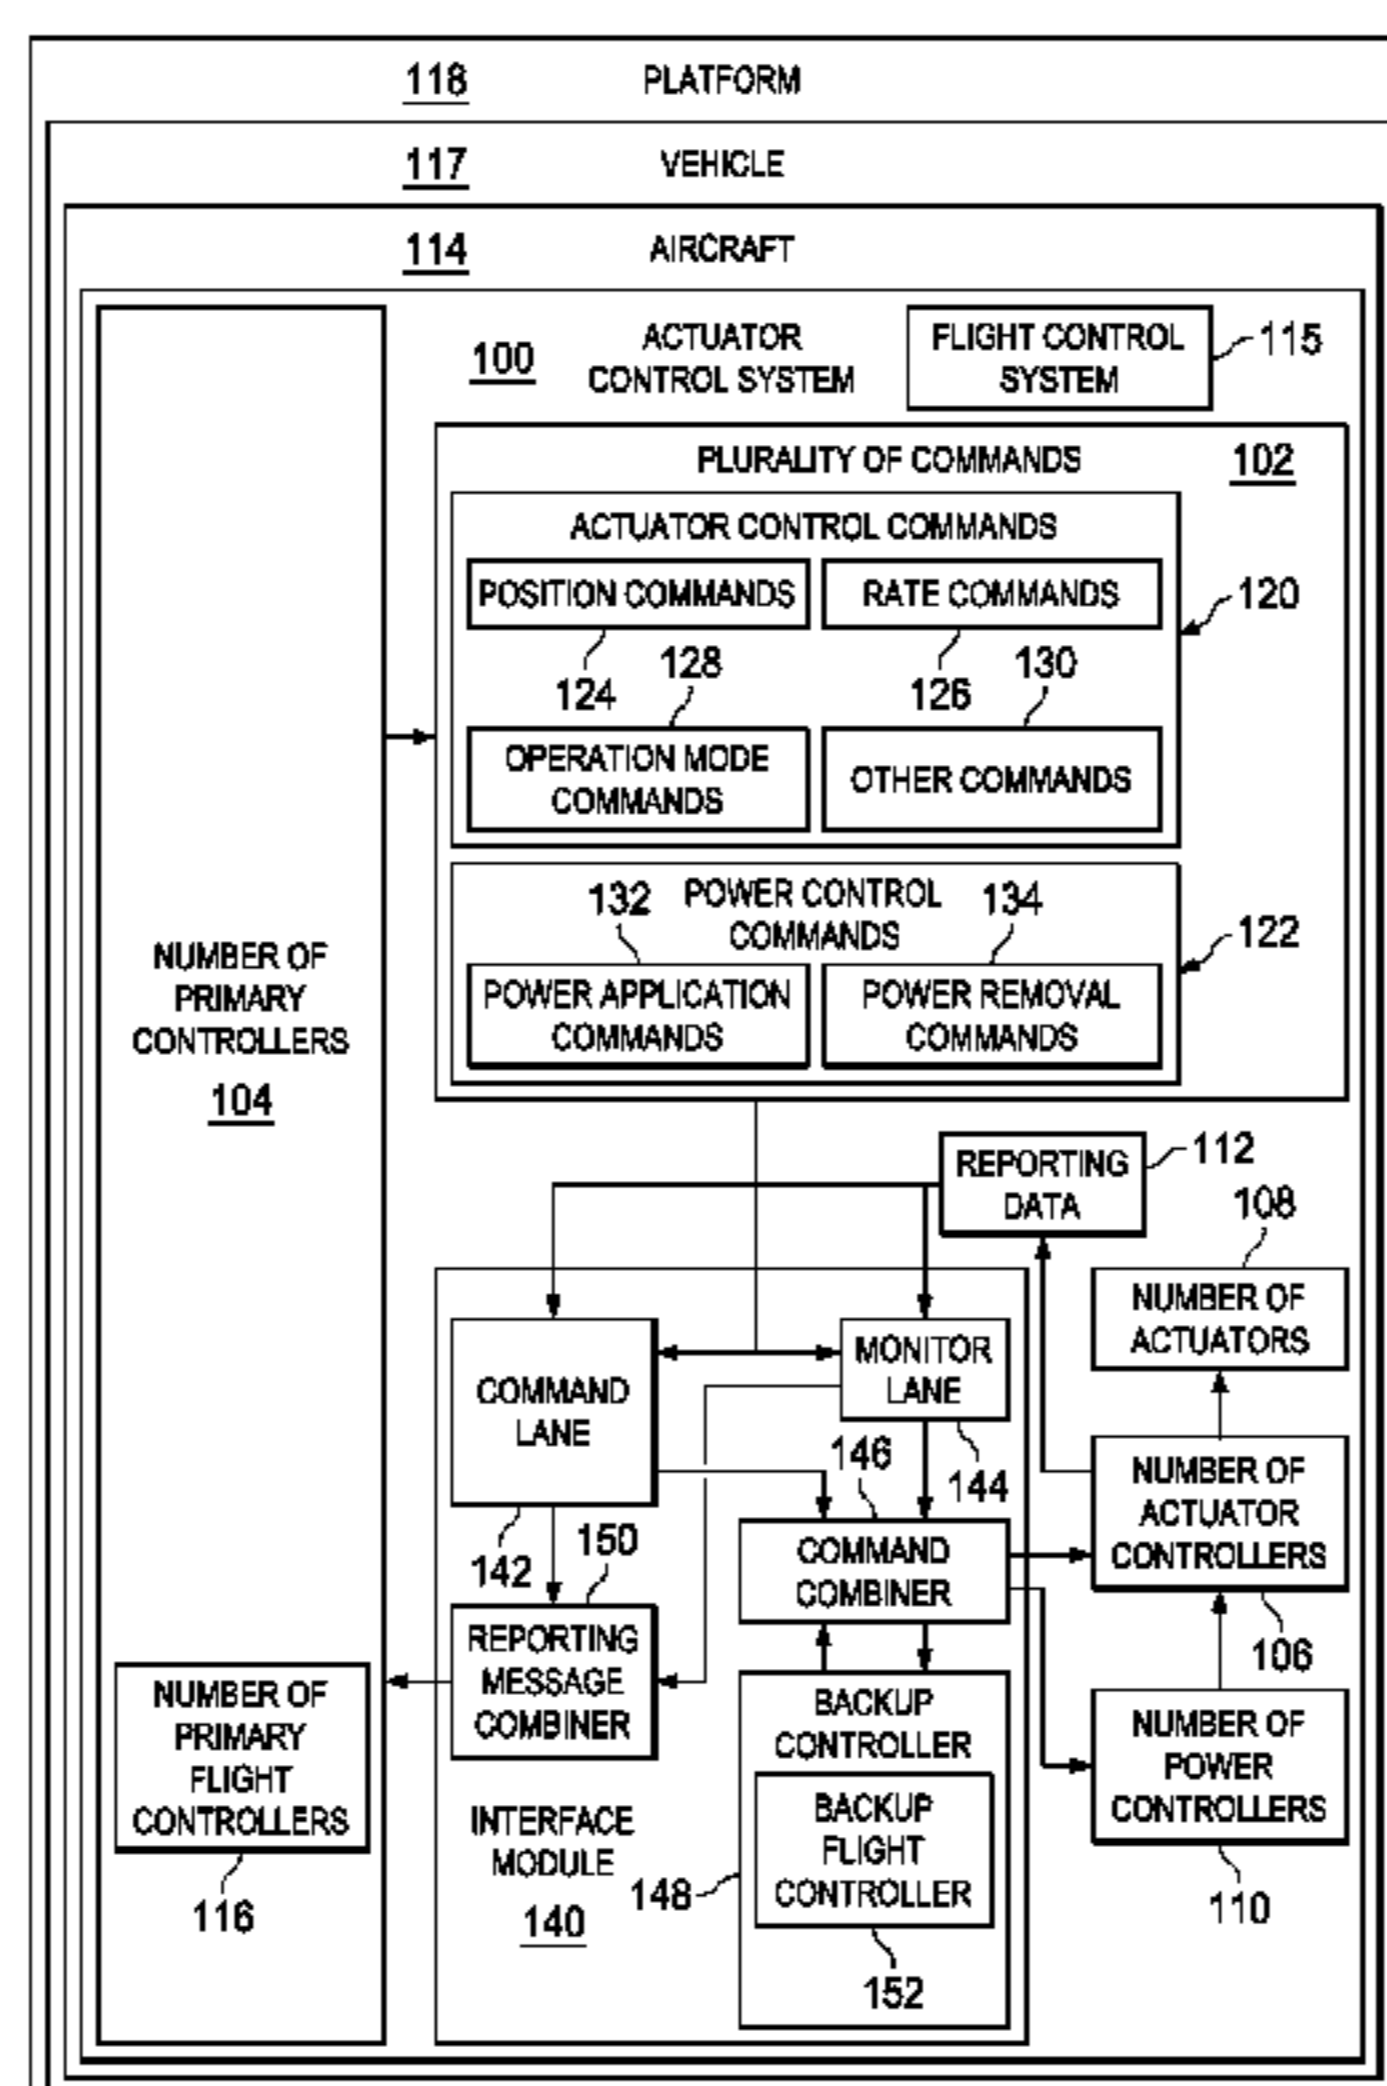 118 PLATFORM
117 VEHICLE
114 AIRCRAFT
100 ACTUATOR
CONTROL SYSTEM
FLIGHT CONTROL
SYSTEM
115
PLURALITY OF COMMANDS 102
ACTUATOR CONTROL COMMANDS
POSITION COMMANDS
RATE COMMANDS
120
124
128
126
130
OPERATION MODE
COMMANDS
OTHER COMMANDS
132
POWER CONTROL
COMMANDS
134
122
POWER APPLICATION
COMMANDS
POWER REMOVAL
COMMANDS
NUMBER OF
PRIMARY
CONTROLLERS
104
REPORTING
DATA
112
108
NUMBER OF
ACTUATORS
COMMAND
LANE
MONITOR
LANE
146
144
NUMBER OF
ACTUATOR
CONTROLLERS
142
150
COMMAND
COMBINER
106
REPORTING
MESSAGE
COMBINER
NUMBER OF
PRIMARY
FLIGHT
CONTROLLERS
116
BACKUP
CONTROLLER
NUMBER OF
POWER
CONTROLLERS
110
INTERFACE
MODULE
140
148
BACKUP
FLIGHT
CONTROLLER
152